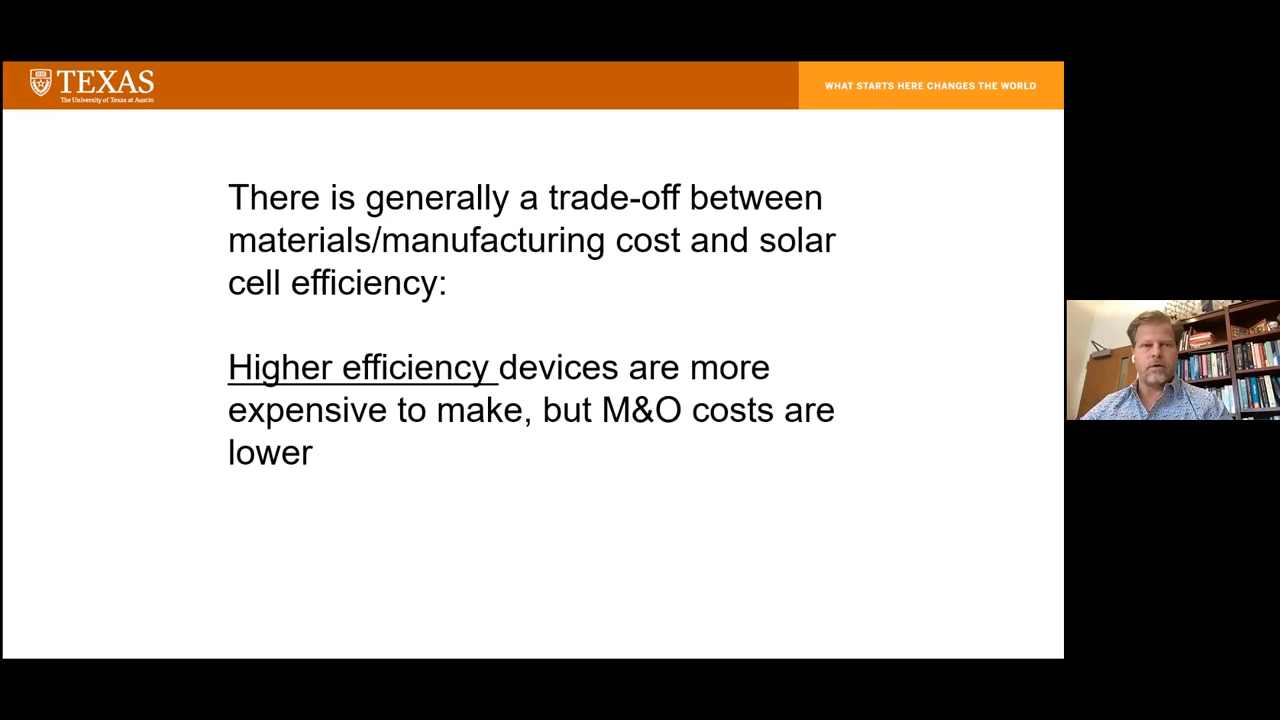 TEXAS
The University of Texas at Austin
WHAT STARTS HERE CHANGES THE WORLD
There is generally a trade-off between
materials/manufacturing cost and solar
cell efficiency:
Higher efficiency devices are more
expensive to make, but M&O costs are
lower